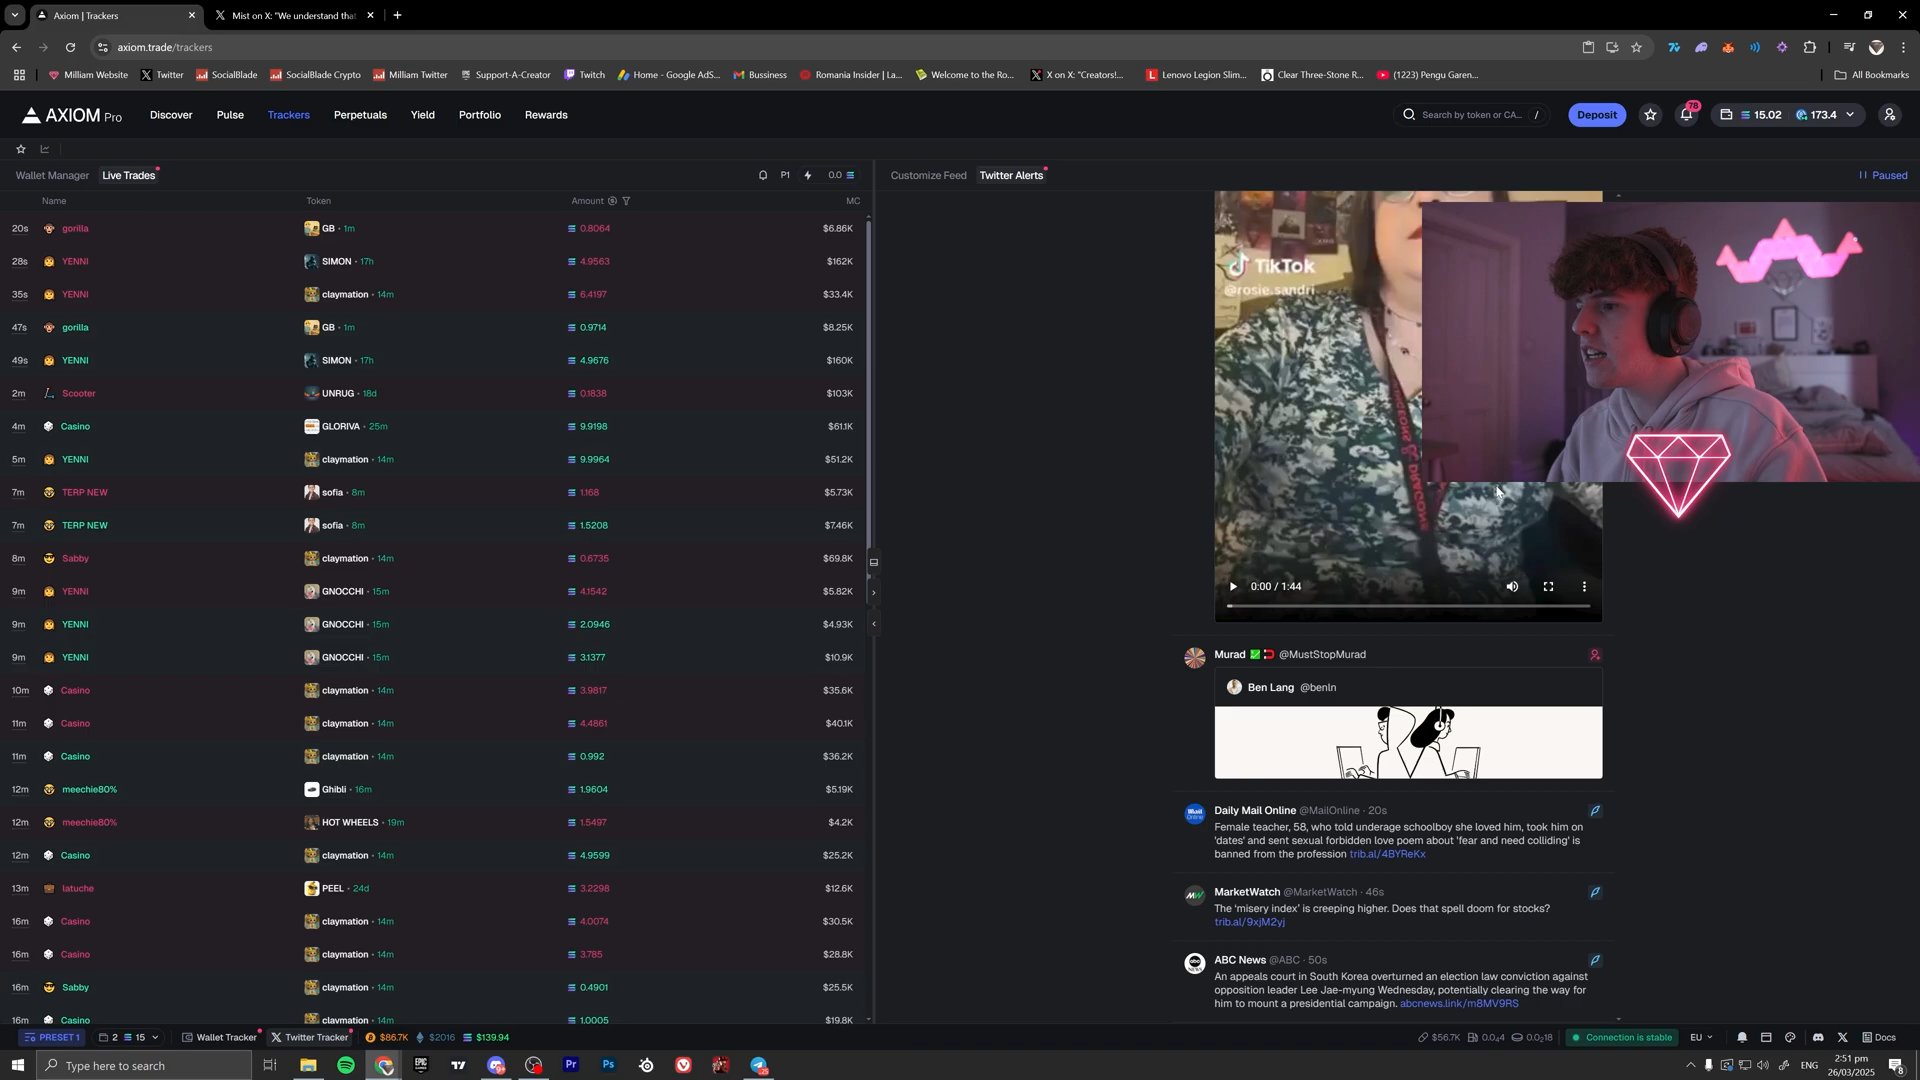 Axiom | Trackers
Mist on X: "We understand that
axiom.trade/trackers
Milliam Website
Twitter
SocialBlade
SocialBlade Crypto
Milliam Twitter
Support-A-Creator
Twitch
Home - Google AdS...
Bussiness
Romania Insider | La...
Welcome to the Ro...
X on X: "Creators!...
Lenovo Legion Slim...
Clear Three-Stone R...
(1223) Pengu Garen...
All Bookmarks
AXIOM Pro
Discover
Pulse
Trackers
Perpetuals
Yield
Portfolio
Rewards
Search by token or CA...
/
Deposit
78
15.02
173.4
Wallet Manager
Live Trades
P1
0.0
Customize Feed
Twitter Alerts
Paused
Name Token Amount MC
20s gorilla GB • 1m 0.8064 $6.86K
28s YENNI SIMON • 17h 4.9563 $162K
35s YENNI claymation • 14m 6.4197 $33.4K
47s gorilla GB • 1m 0.9714 $8.25K
49s YENNI SIMON • 17h 4.9676 $160K
2m Scooter UNRUG • 18d 0.1838 $103K
4m Casino GLORIVA • 25m 9.9198 $61.1K
5m YENNI claymation • 14m 9.9964 $51.2K
7m TERP NEW sofia • 8m 1.168 $5.73K
7m TERP NEW sofia • 8m 1.5208 $7.46K
8m Sabby claymation • 14m 0.6735 $69.8K
9m YENNI GNOCCHI • 15m 4.1542 $5.82K
9m YENNI GNOCCHI • 15m 2.0946 $4.93K
9m YENNI GNOCCHI • 15m 3.1377 $10.9K
10m Casino claymation • 14m 3.9817 $35.6K
11m Casino claymation • 14m 4.4861 $40.1K
11m Casino claymation • 14m 0.992 $36.2K
12m meechie80% Ghibli • 16m 1.9604 $5.19K
12m meechie80% HOT WHEELS • 19m 1.5497 $4.2K
12m Casino claymation • 14m 4.9599 $25.2K
13m latuche PEEL • 24d 3.2298 $12.6K
16m Casino claymation • 14m 4.0074 $30.5K
16m Casino claymation • 14m 3.785 $28.8K
16m Sabby claymation • 14m 0.4901 $25.5K
16m Casino claymation • 14m 1.0005 $19.8K
TikTok
@rosie.sandri
0:00 / 1:44
Murad @MustStopMurad
Ben Lang @benln
Daily Mail Online @MailOnline · 20s
Female teacher, 58, who told underage schoolboy she loved him, took him on
'dates' and sent sexual forbidden love poem about 'fear and need colliding' is
banned from the profession trib.al/4BYReKx
MarketWatch @MarketWatch · 46s
The 'misery index' is creeping higher. Does that spell doom for stocks?
trib.al/9xjM2yj
ABC News @ABC · 50s
An appeals court in South Korea overturned an election law conviction against
opposition leader Lee Jae-myung Wednesday, potentially clearing the way for
him to mount a presidential campaign. abcnews.link/m8MV9RS
PRESET 1
2
15
Wallet Tracker
Twitter Tracker
$86.7K
$2016
$139.94
$56.7K
0.0₂4
0.0₂18
Connection is stable
EU
Docs
Type here to search
ENG
2:51 pm
26/03/2025